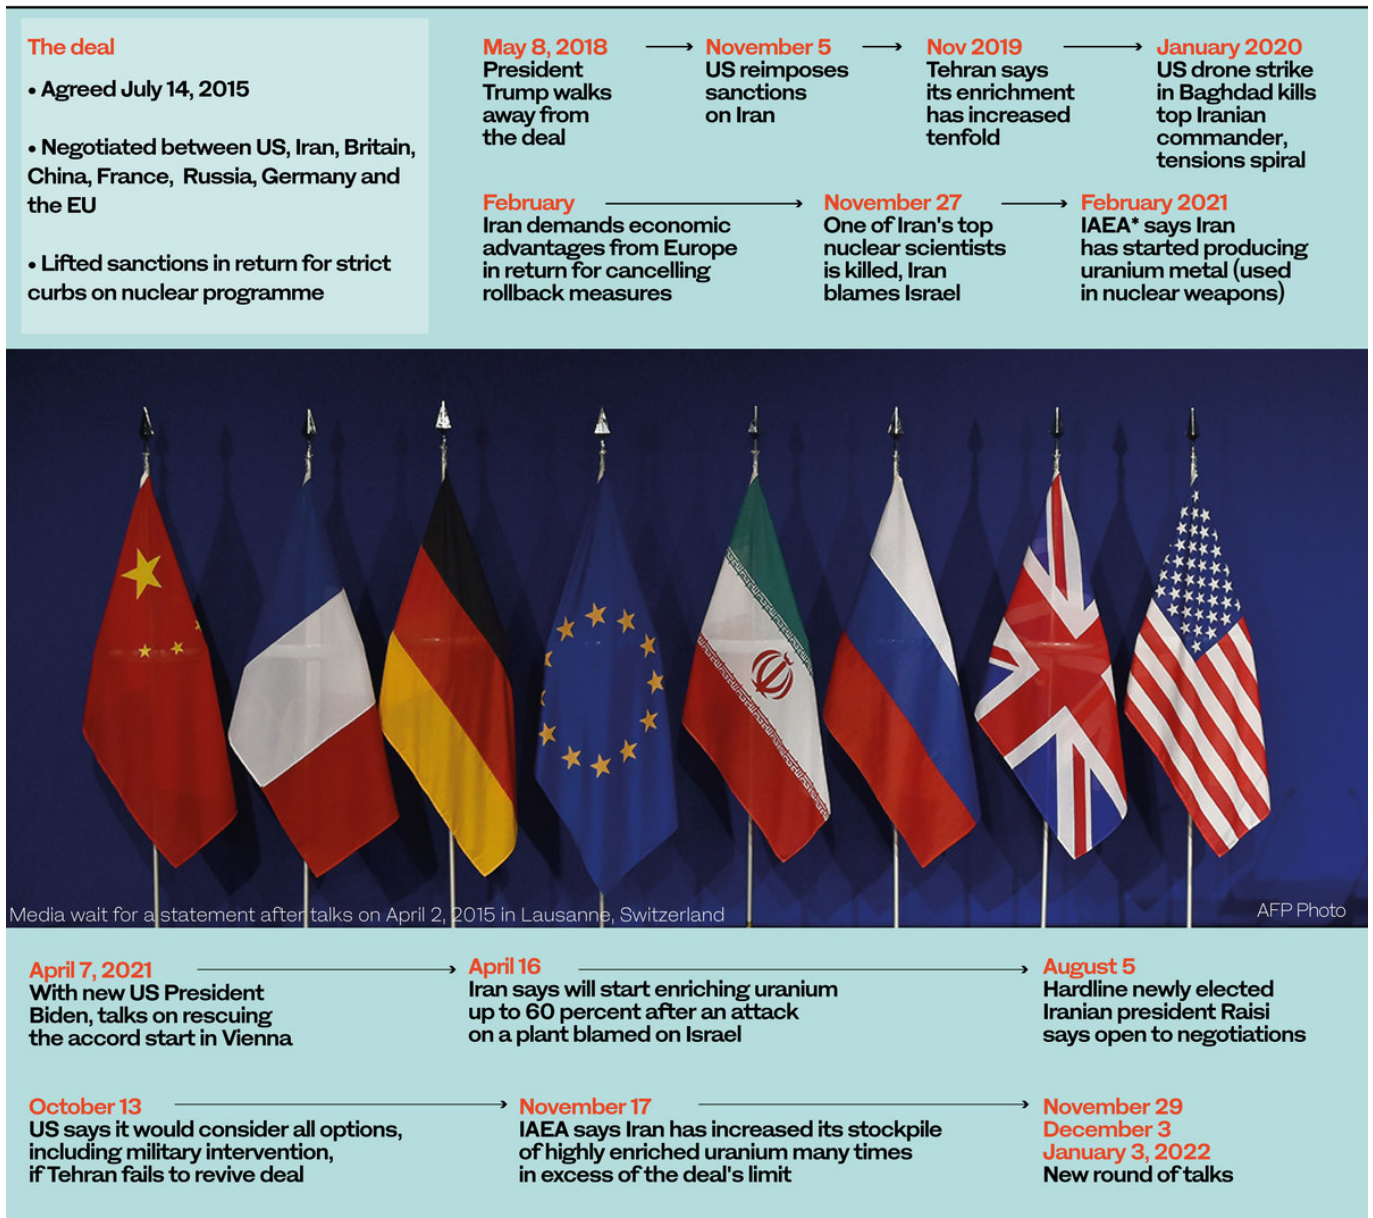 The deal
• Agreed July 14, 2015
• Negotiated between US, Iran, Britain,
China, France, Russia, Germany and
the EU
• Lifted sanctions in return for strict
curbs on nuclear programme
May 8, 2018
President
Trump walks
away from
the deal
November 5
US reimposes
sanctions
on Iran
Nov 2019
Tehran says
its enrichment
has increased
tenfold
January 2020
US drone strike
in Baghdad kills
top Iranian
commander,
tensions spiral
February
Iran demands economic
advantages from Europe
in return for cancelling
rollback measures
November 27
One of Iran's top
nuclear scientists
is killed, Iran
blames Israel
February 2021
IAEA* says Iran
has started producing
uranium metal (used
in nuclear weapons)
Media wait for a statement after talks on April 2, 2015 in Lausanne, Switzerland
AFP Photo
April 7, 2021
With new US President
Biden, talks on rescuing
the accord start in Vienna
April 16
Iran says will start enriching uranium
up to 60 percent after an attack
on a plant blamed on Israel
August 5
Hardline newly elected
Iranian president Raisi
says open to negotiations
October 13
US says it would consider all options,
including military intervention,
if Tehran fails to revive deal
November 17
IAEA says Iran has increased its stockpile
of highly enriched uranium many times
in excess of the deal's limit
November 29
December 3
January 3, 2022
New round of talks